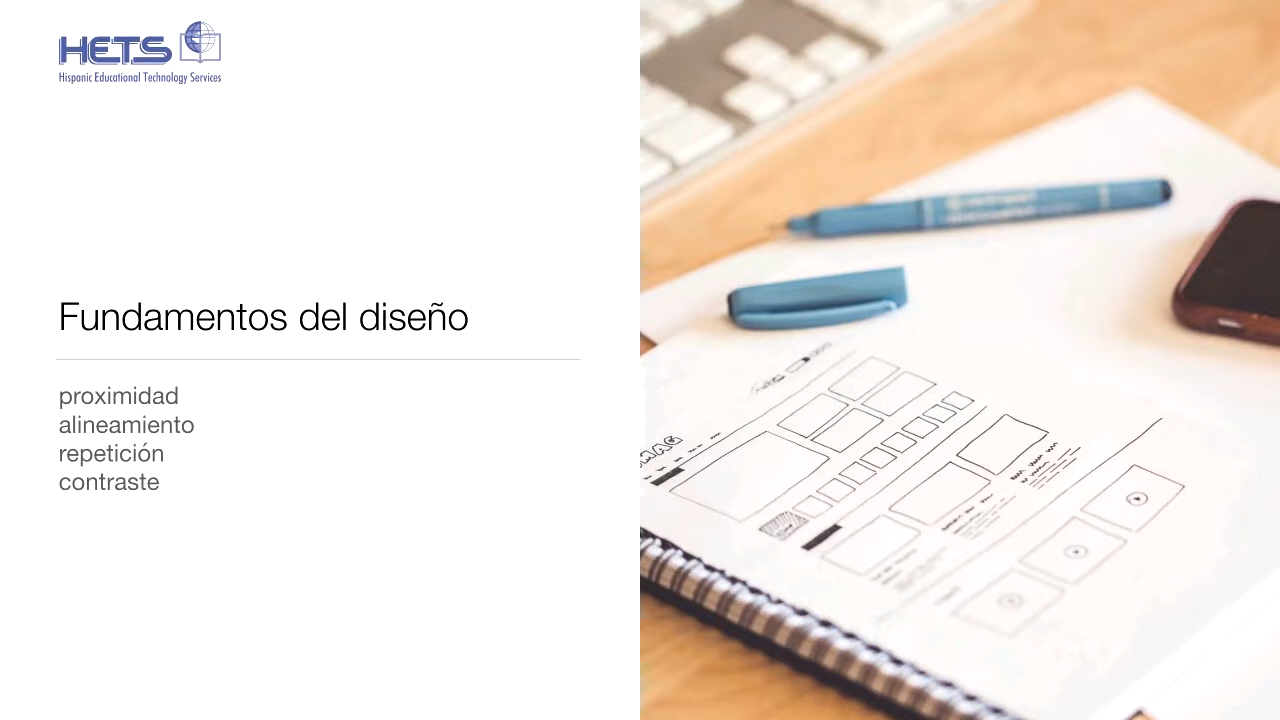 HETS
Hispanic Educational Technology Services
Fundamentos del diseño
proximidad
alineamiento
repetición
contraste